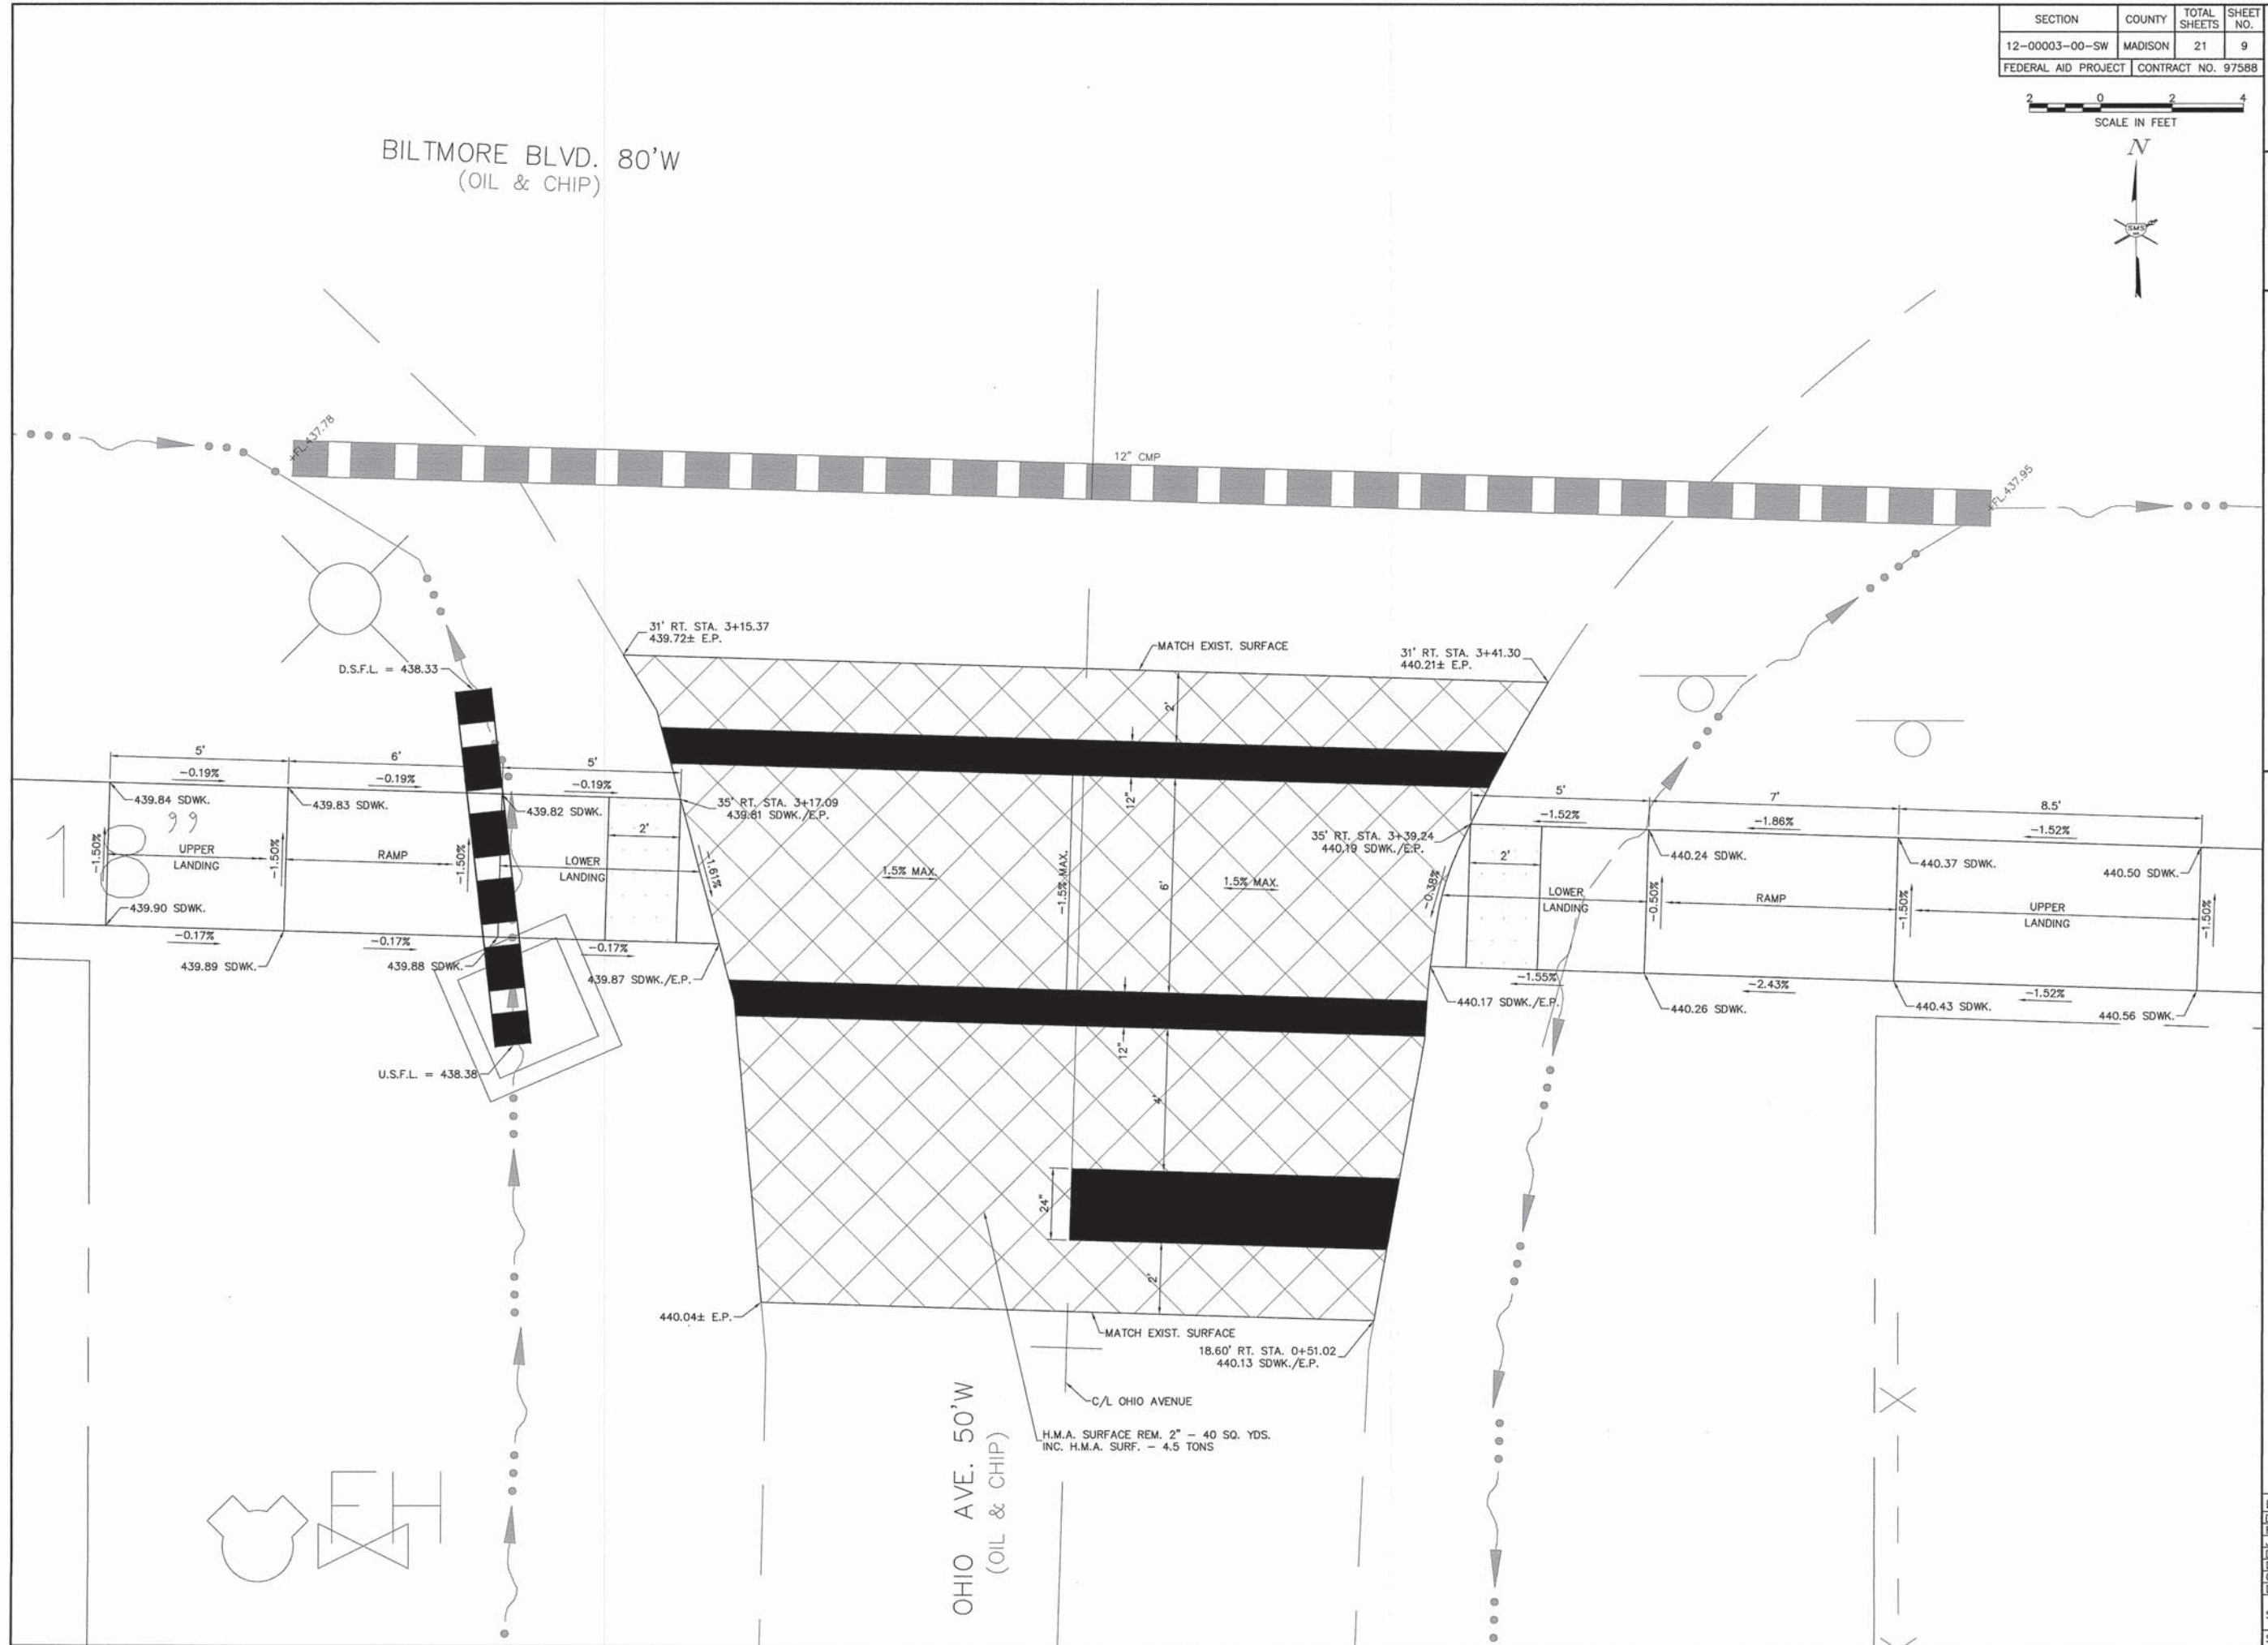 SECTION COUNTY TOTAL SHEETS SHEET NO.
12-00003-00-SW MADISON 21 9
FEDERAL AID PROJECT CONTRACT NO. 97588
2 0 2 4
SCALE IN FEET
N
SMS
BILTMORE BLVD. 80'W
(OIL & CHIP)
+FL.437.78
12" CMP
+FL.437.95
31' RT. STA. 3+15.37
439.72± E.P.
MATCH EXIST. SURFACE
31' RT. STA. 3+41.30
440.21± E.P.
D.S.F.L. = 438.33
2'
5'
6'
5'
-0.19%
-0.19%
-0.19%
439.84 SDWK.
439.83 SDWK.
439.82 SDWK.
35' RT. STA. 3+17.09
439.81 SDWK./E.P.
12"
5'
7'
8.5'
-1.52%
-1.86%
-1.52%
35' RT. STA. 3+39.24
440.19 SDWK./E.P.
440.24 SDWK.
440.37 SDWK.
440.50 SDWK.
18"
99
-1.50%
UPPER
LANDING
-1.50%
RAMP
-1.50%
LOWER
LANDING
2'
-1.61%
1.5% MAX.
-1.5% MAX.
6'
1.5% MAX.
-0.38%
2'
LOWER
LANDING
-0.50%
RAMP
-1.50%
UPPER
LANDING
-1.50%
439.90 SDWK.
-0.17%
-0.17%
-0.17%
439.89 SDWK.
439.88 SDWK.
439.87 SDWK./E.P.
-1.55%
-2.43%
-1.52%
440.17 SDWK./E.P.
440.26 SDWK.
440.43 SDWK.
440.56 SDWK.
12"
U.S.F.L. = 438.38
4'
24"
2'
440.04± E.P.
MATCH EXIST. SURFACE
18.60' RT. STA. 0+51.02
440.13 SDWK./E.P.
C/L OHIO AVENUE
H.M.A. SURFACE REM. 2" - 40 SQ. YDS.
INC. H.M.A. SURF. - 4.5 TONS
OHIO AVE. 50'W
(OIL & CHIP)
FH